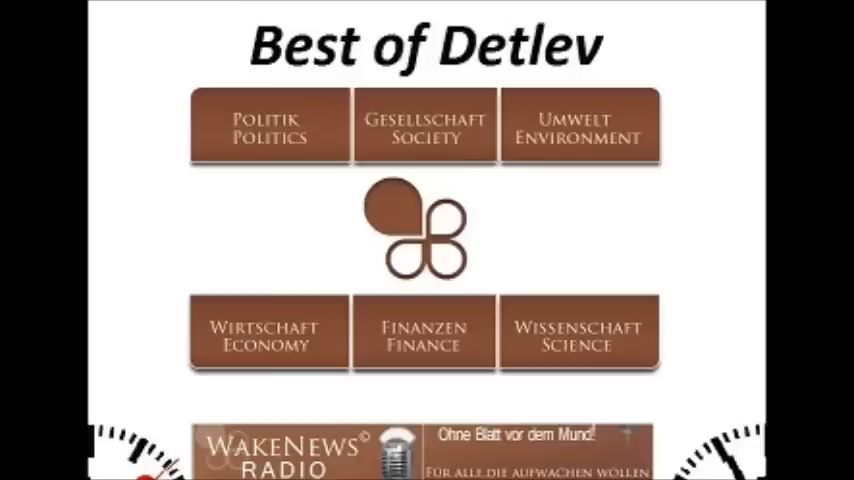 Best of Detlev
POLITIK
POLITICS
GESELLSCHAFT
SOCIETY
UMWELT
ENVIRONMENT
WIRTSCHAFT
ECONOMY
FINANZEN
FINANCE
WISSENSCHAFT
SCIENCE
WAKENEWS©
RADIO
Ohne Blatt vor dem Mund!
FÜR ALLE,DIE AUFWACHEN WOLLEN